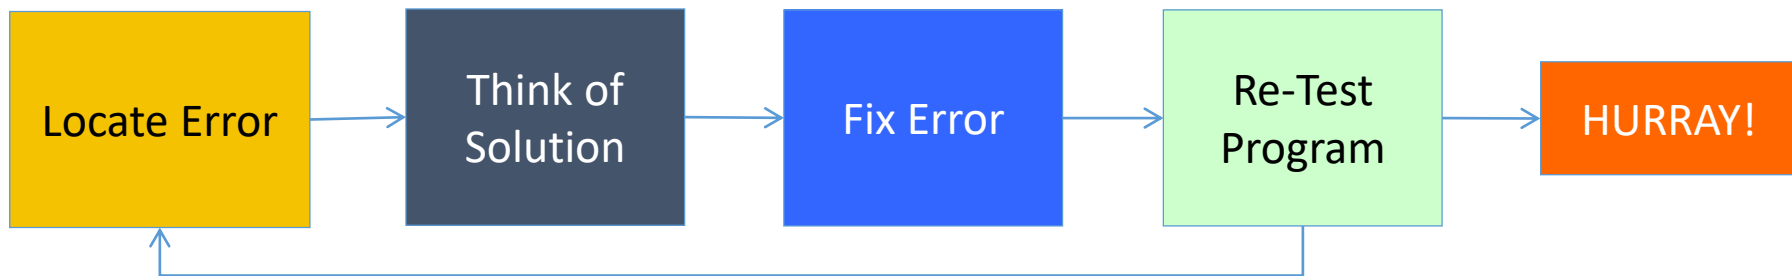 Locate Error
Think of
Solution
Fix Error
Re-Test
Program
HURRAY!